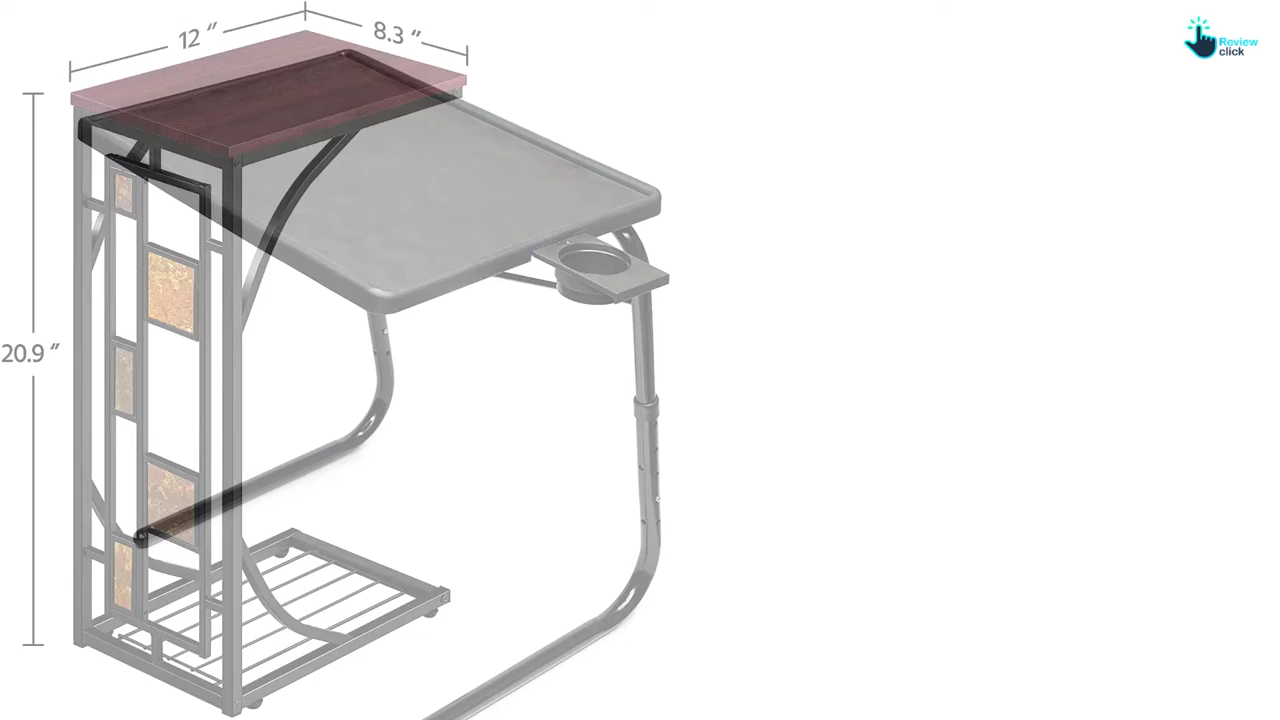 12 ″
8.3 ″
Review
click
20.9 ″